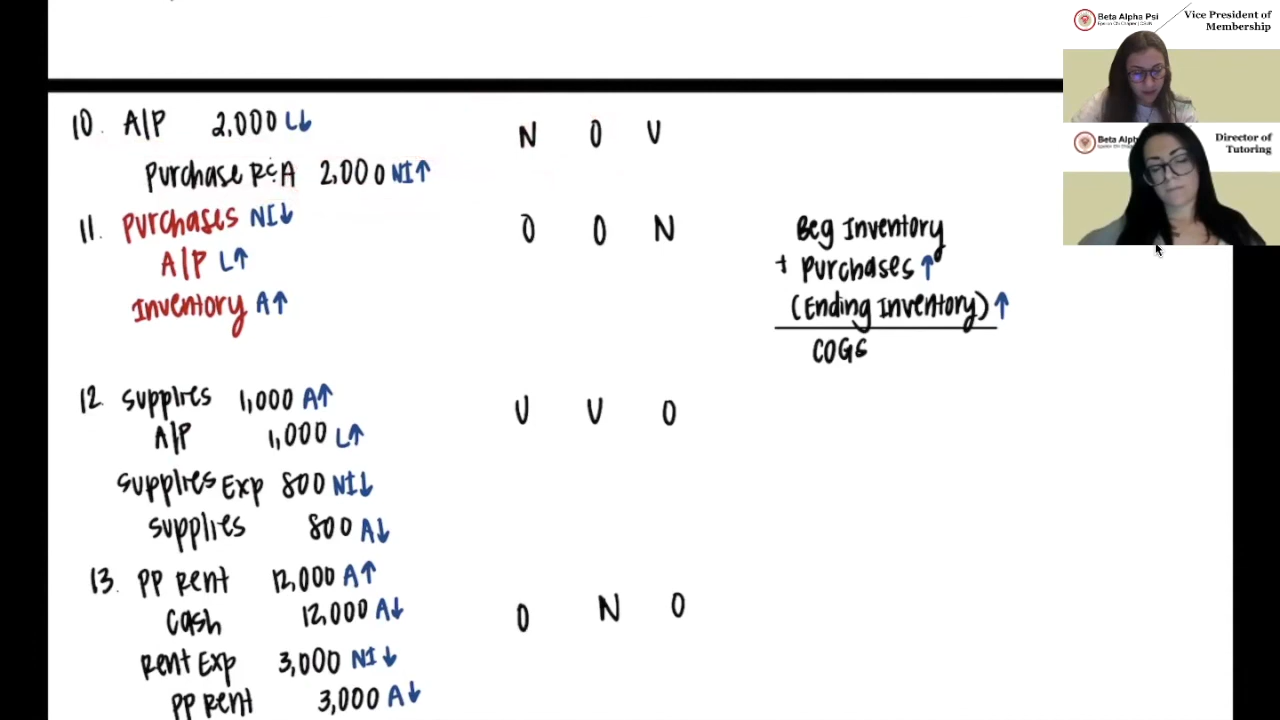 Beta Alpha Psi
Vice President of
Membership
Beta Alph
Director of
Tutoring
10. A/P 2,000 L↓ N O U
Purchase R&A 2,000 NI↑
11. Purchases NI↓ O O N
A/P L↑
Inventory A↑
Beg Inventory
+ Purchases ↑
(Ending Inventory) ↑
COGS
12. Supplies 1,000 A↑ U U O
A/P 1,000 L↑
Supplies Exp 800 NI↓
Supplies 800 A↓
13. PP Rent 12,000 A↑
Cash 12,000 A↓ O N O
Rent Exp 3,000 NI↓
PP Rent 3,000 A↓